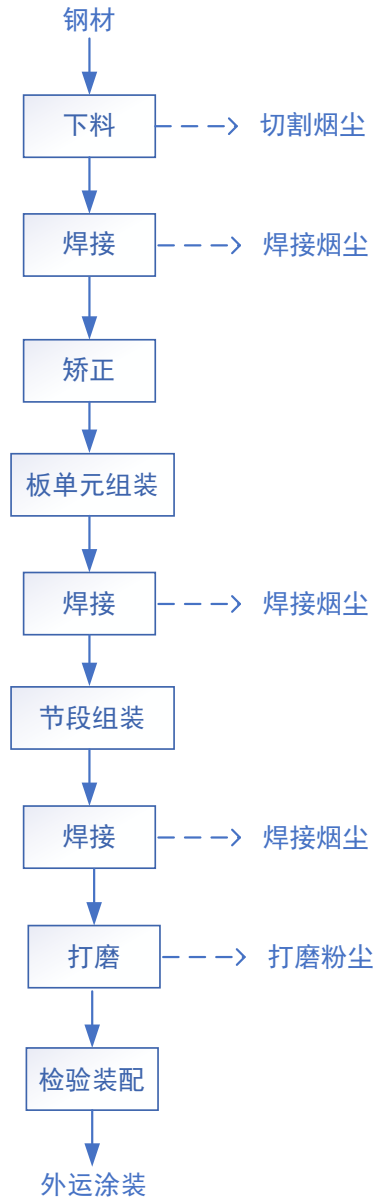 钢材
下料
切割烟尘
焊接
焊接烟尘
矫正
板单元组装
焊接
焊接烟尘
节段组装
焊接
焊接烟尘
打磨
打磨粉尘
检验装配
外运涂装